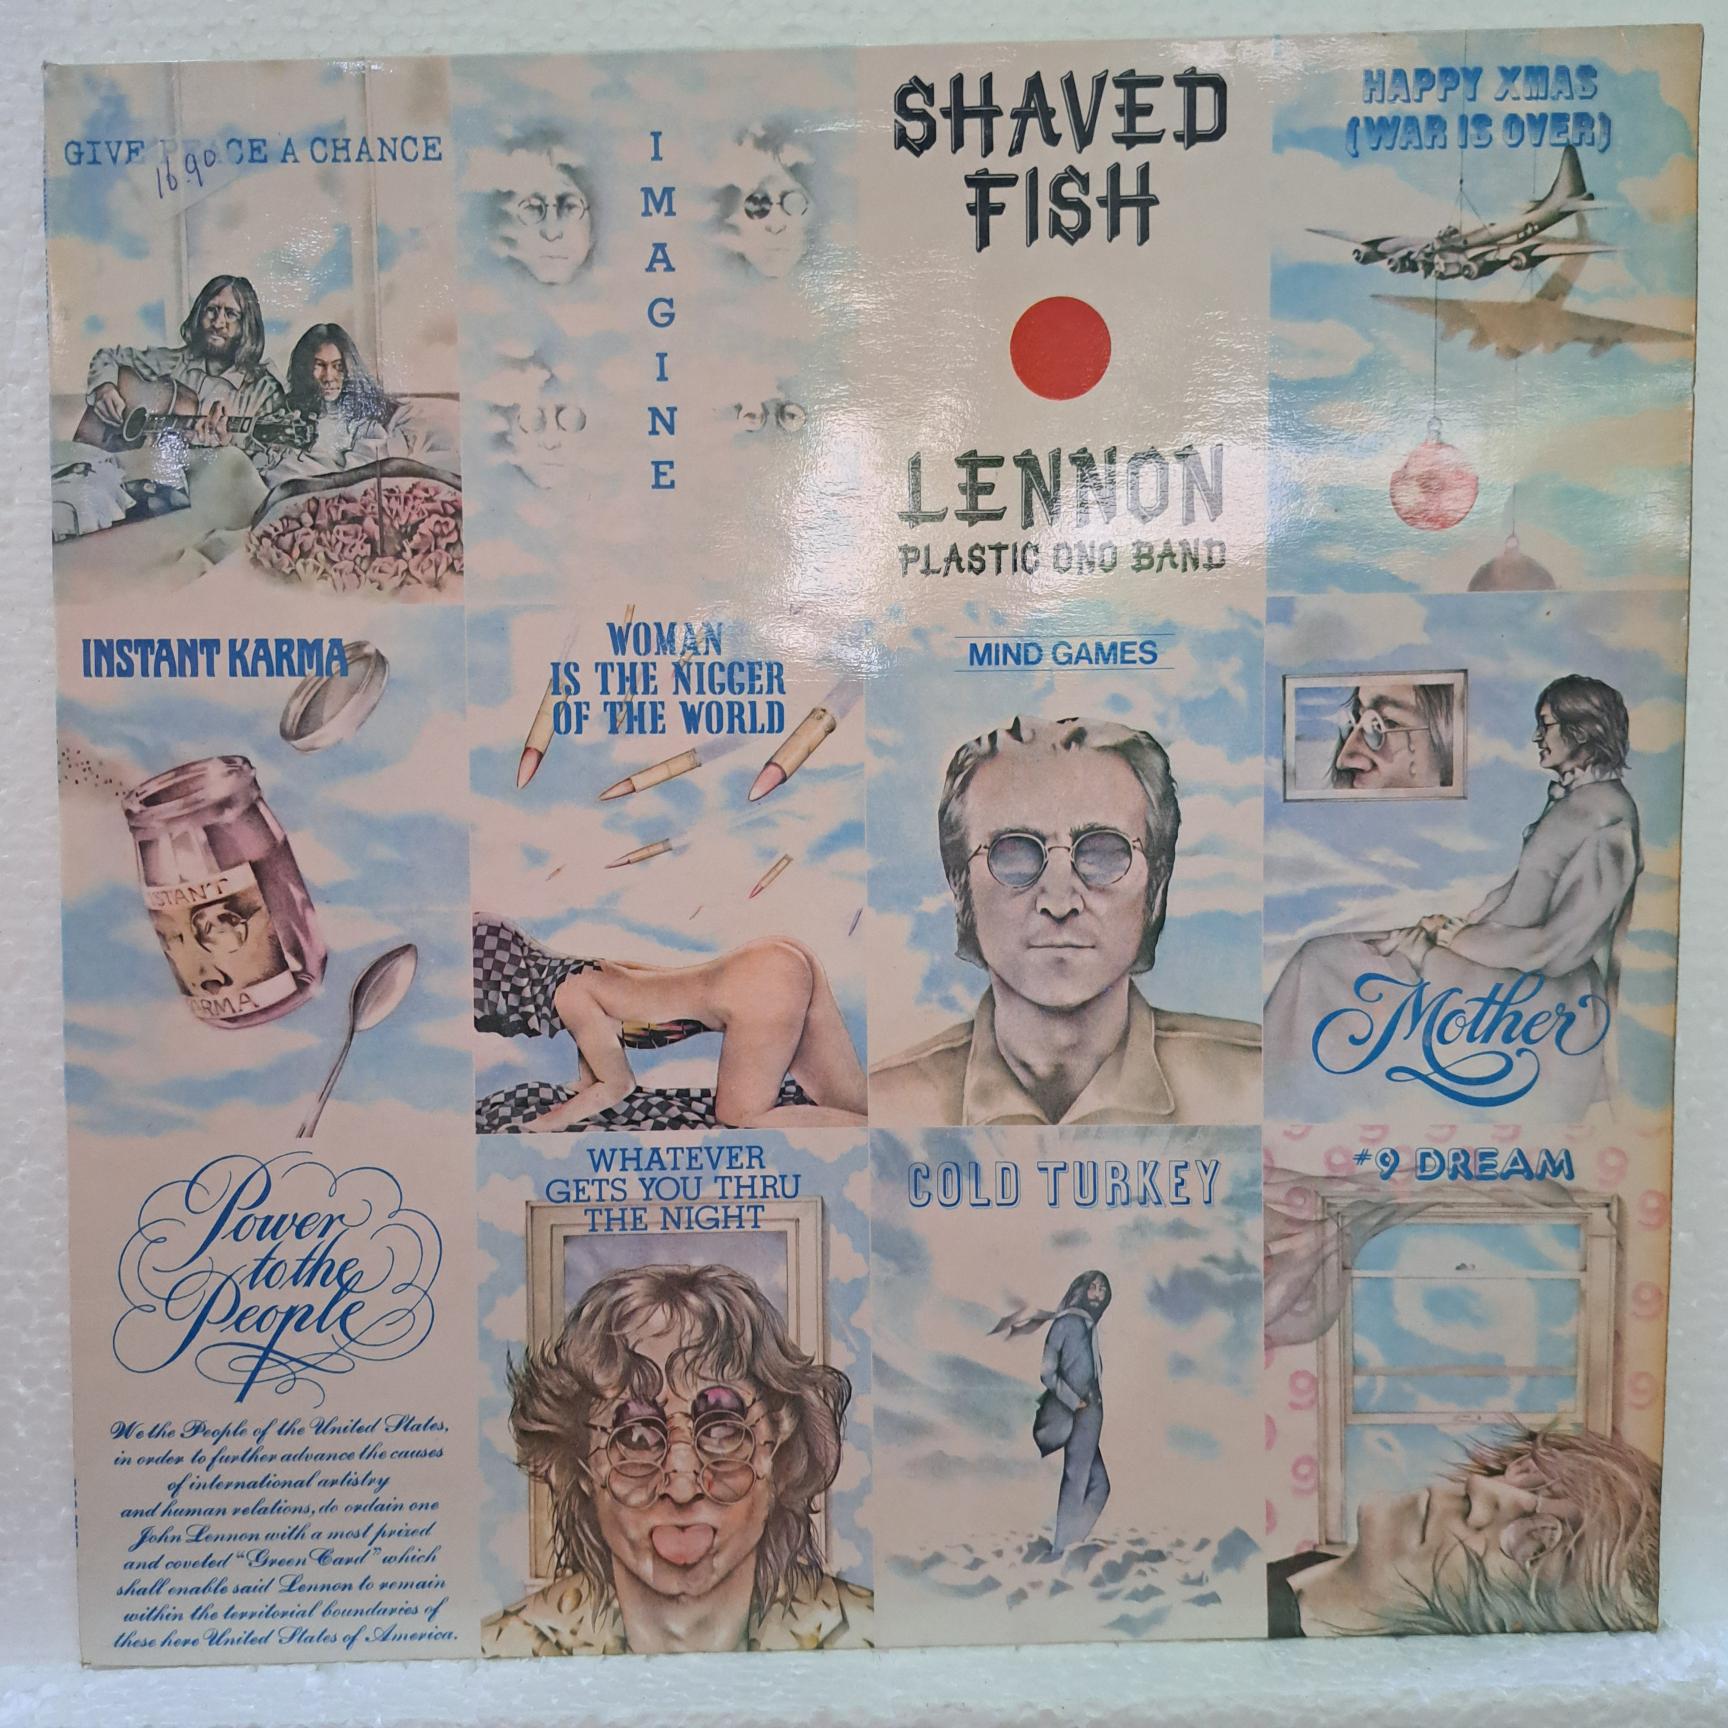 GIVE PEACE A CHANCE
16.90
I
M
A
G
I
N
E
SHAVED
FISH
LENNON
PLASTIC ONO BAND
HAPPY XMAS
(WAR IS OVER)
INSTANT KARMA
STANT
ARMA
WOMAN
IS THE NIGGER
OF THE WORLD
MIND GAMES
Mother
Power
to the
People
We the People of the United States,
in order to further advance the causes
of international artistry
and human relations, do ordain one
John Lennon with a most prized
and coveted "Green Card" which
shall enable said Lennon to remain
within the territorial boundaries of
these here United States of America.
WHATEVER
GETS YOU THRU
THE NIGHT
COLD TURKEY
#9 DREAM